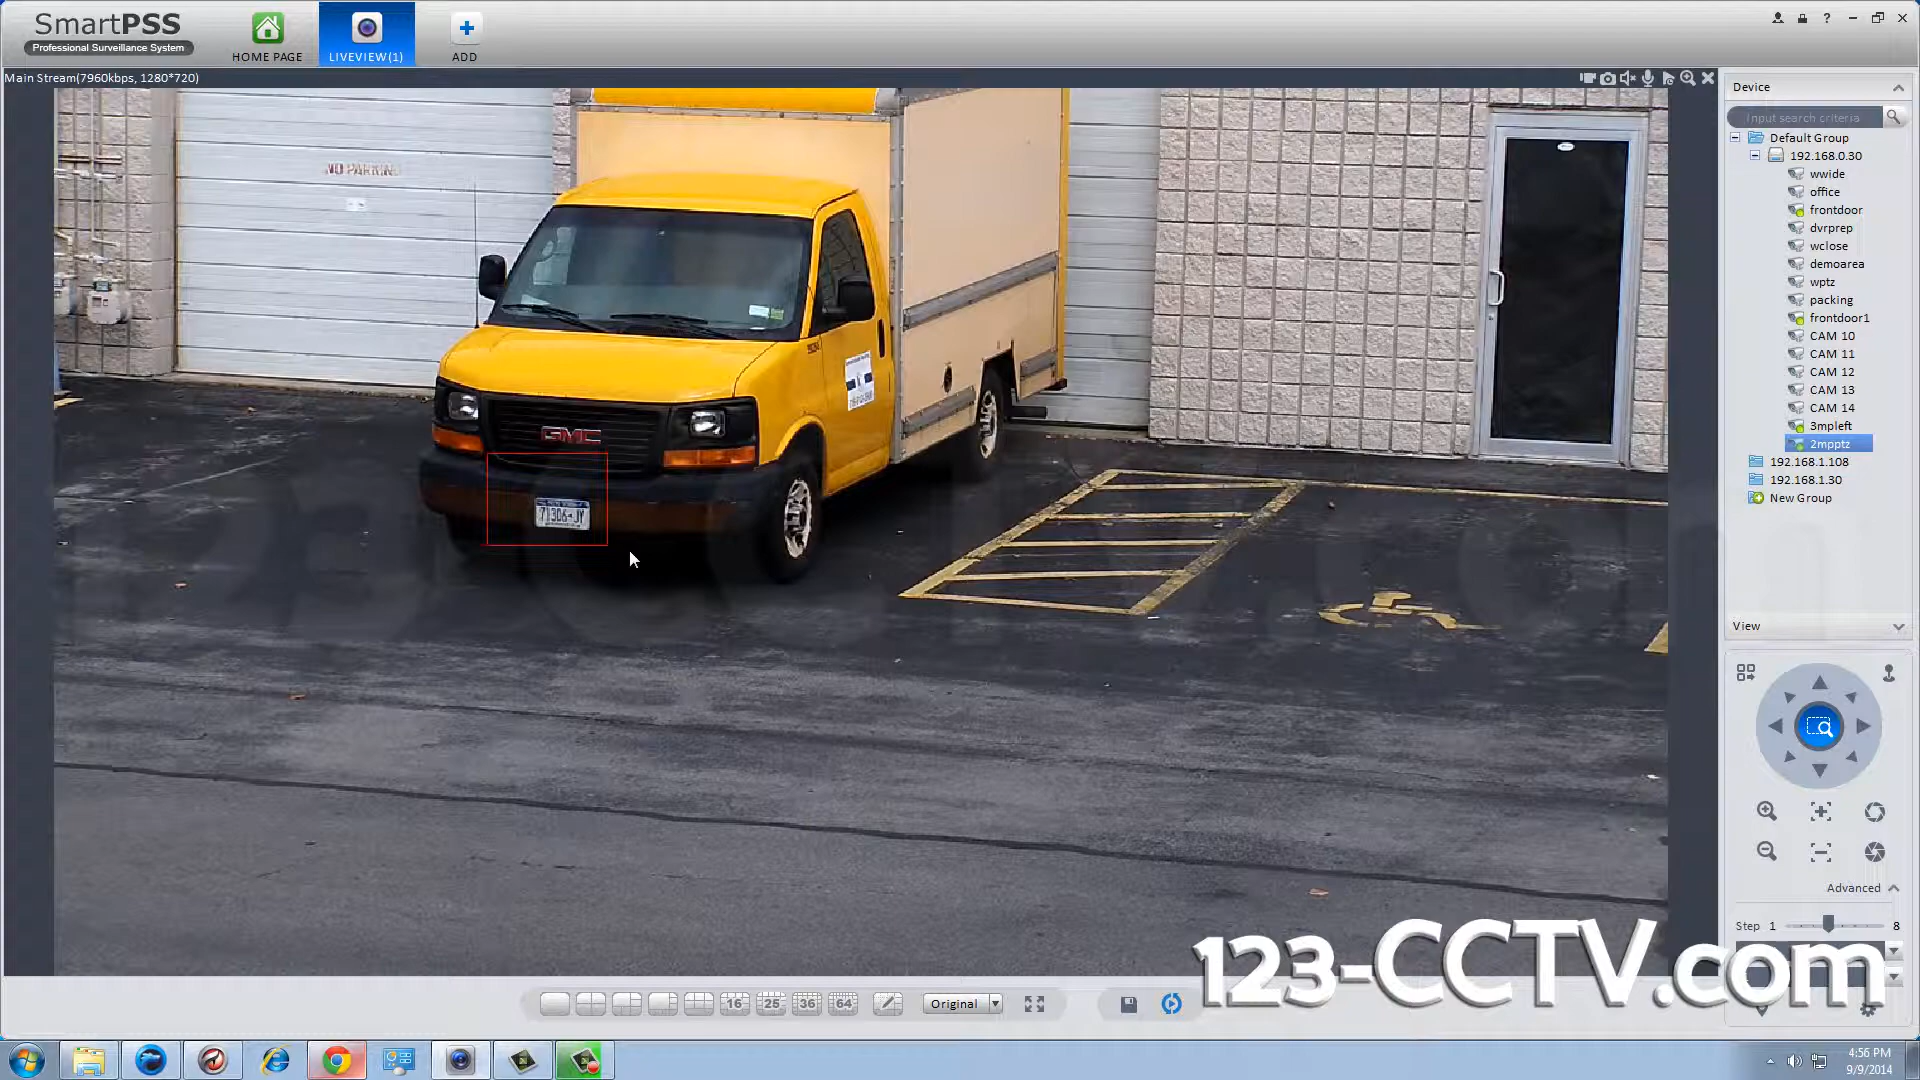 SmartPSS
Professional Surveillance System
HOME PAGE
LIVEVIEW(1)
ADD
Main Stream(7960kbps, 1280*720)
NO PARKING
GMC
71306-JY
Device
Input search criteria
Default Group
192.168.0.30
wwide
office
frontdoor
dvrprep
wclose
demoarea
wptz
packing
frontdoor1
CAM 10
CAM 11
CAM 12
CAM 13
CAM 14
3mpleft
2mpptz
192.168.1.108
192.168.1.30
New Group
View
Advanced
Step 1 8
123-CCTV.com
16 25 36 64
Original
4:56 PM
9/9/2014